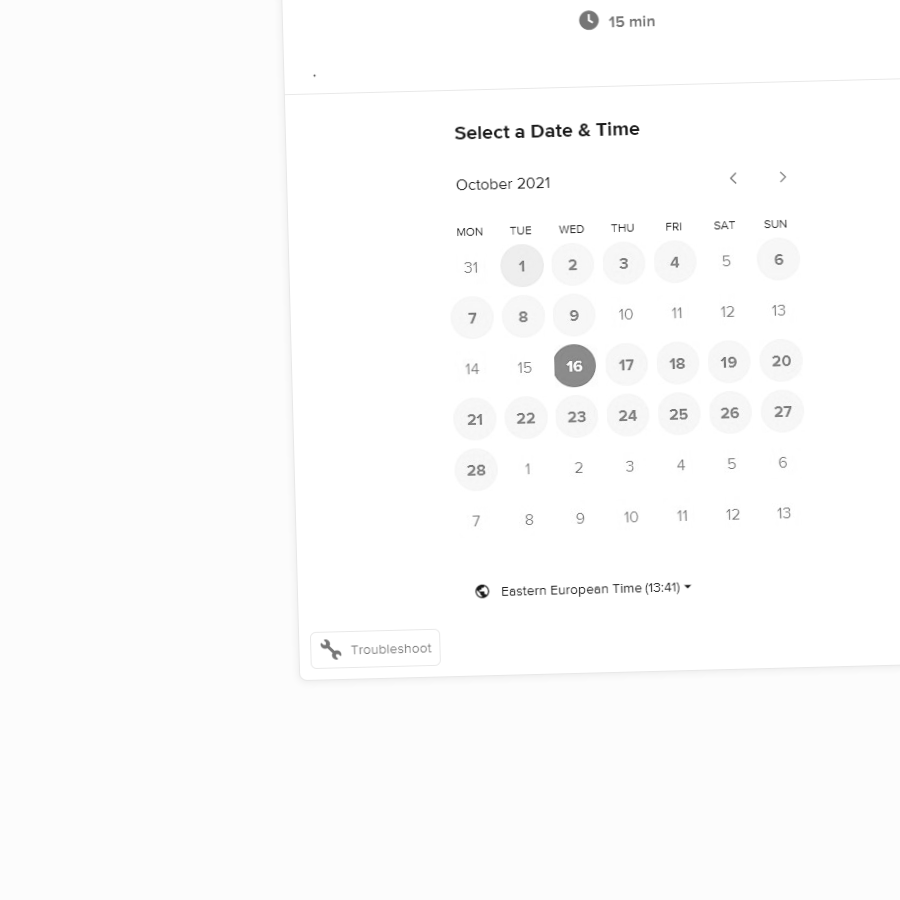 15 min
.
Select a Date & Time
October 2021
MON TUE WED THU FRI SAT SUN
31 1 2 3 4 5 6
7 8 9 10 11 12 13
14 15 16 17 18 19 20
21 22 23 24 25 26 27
28 1 2 3 4 5 6
7 8 9 10 11 12 13
Eastern European Time (13:41)
Troubleshoot